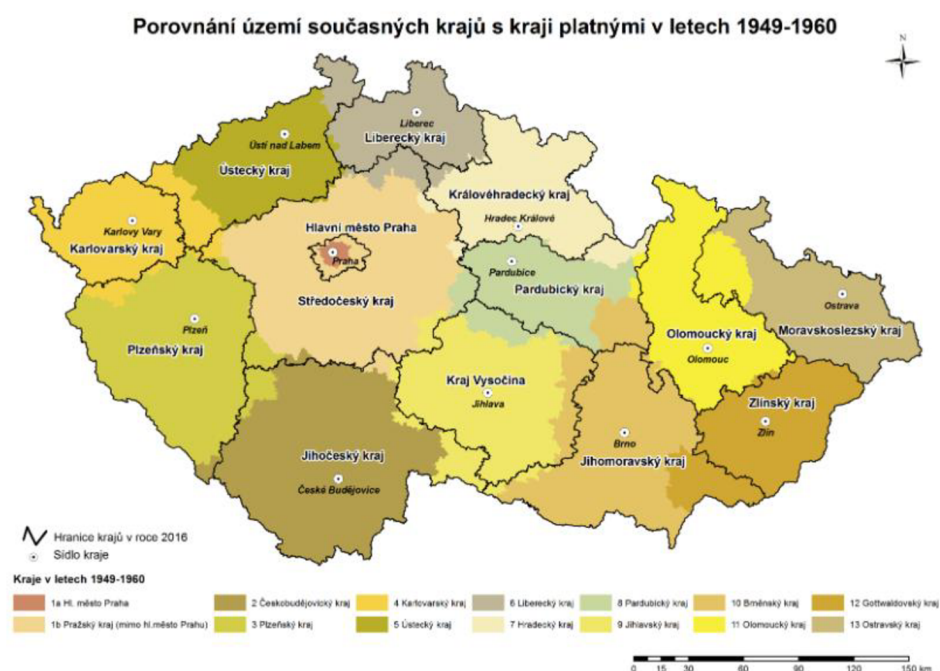 Porovnání území současných krajů s kraji platnými v letech 1949-1960
N
Liberec
Liberecký kraj
Ústí nad Labem
Ústecký kraj
Královéhradecký kraj
Hradec Králové
Karlovy Vary
Karlovarský kraj
Hlavní město Praha
Praha
Pardubice
Pardubický kraj
Středočeský kraj
Ostrava
Moravskoslezský kraj
Plzeň
Plzeňský kraj
Olomoucký kraj
Olomouc
Kraj Vysočina
Jihlava
Zlínský kraj
Zlín
Brno
Jihomoravský kraj
Jihočeský kraj
České Budějovice
Hranice krajů v roce 2016
Sídlo kraje
Kraje v letech 1949-1960
1a Hl. město Praha
2 Českobudějovický kraj
4 Karlovarský kraj
6 Liberecký kraj
8 Pardubický kraj
10 Brněnský kraj
12 Gottwaldovský kraj
1b Pražský kraj (mimo hl.město Prahu)
3 Plzeňský kraj
5 Ústecký kraj
7 Hradecký kraj
9 Jihlavský kraj
11 Olomoucký kraj
13 Ostravský kraj
0 15 30 60 90 120 150 km